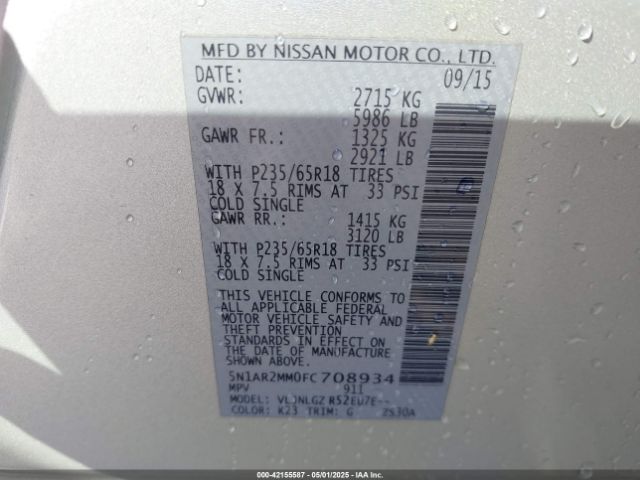 MFD BY NISSAN MOTOR CO., LTD.
DATE: 09/15
GVWR: 2715 KG
5986 LB
GAWR FR.: 1325 KG
2921 LB
WITH P235/65R18 TIRES
18 X 7.5 RIMS AT 33 PSI
COLD SINGLE
GAWR RR.: 1415 KG
3120 LB
WITH P235/65R18 TIRES
18 X 7.5 RIMS AT 33 PSI
COLD SINGLE
THIS VEHICLE CONFORMS TO
ALL APPLICABLE FEDERAL
MOTOR VEHICLE SAFETY AND
THEFT PREVENTION
STANDARDS IN EFFECT ON
THE DATE OF MANUFACTURE
SHOWN ABOVE.
5N1AR2MM0FC708934
MPV 911
COLOR: K23 TRIM: G ZS30A
000-42155587 - 05/01/2025 - IAAI.COM